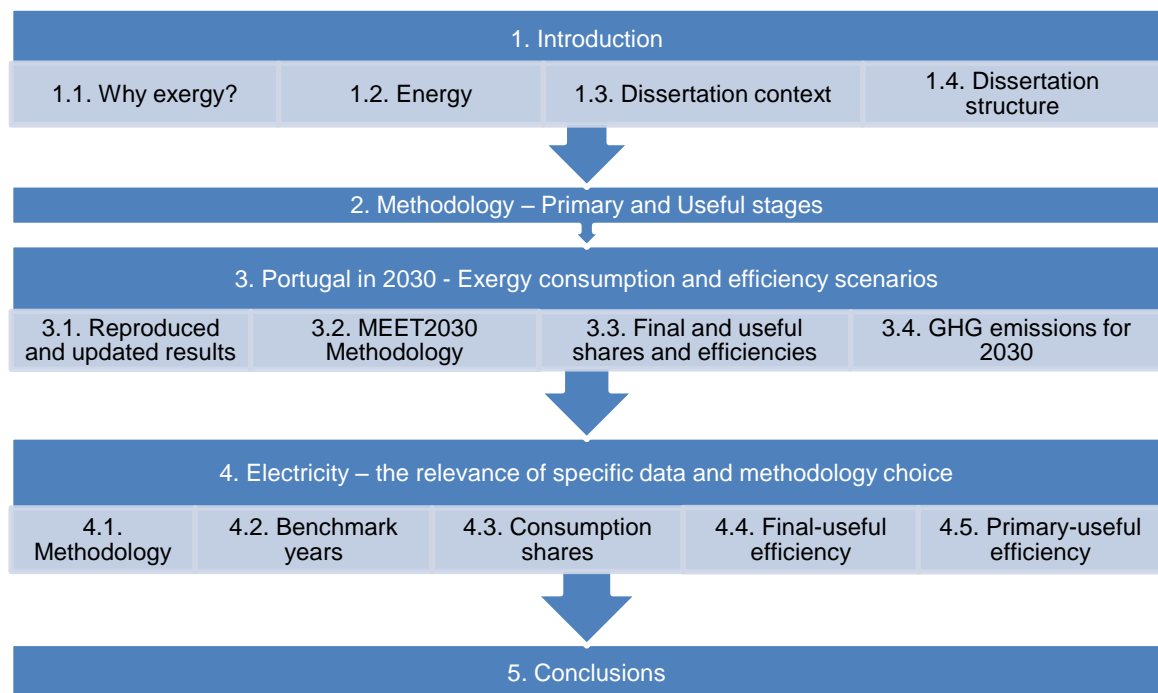 1. Introduction
1.1. Why exergy?
1.2. Energy
1.3. Dissertation context
1.4. Dissertation
structure
2. Methodology – Primary and Useful stages
3. Portugal in 2030 - Exergy consumption and efficiency scenarios
3.1. Reproduced
and updated results
3.2. MEET2030
Methodology
3.3. Final and useful
shares and efficiencies
3.4. GHG emissions for
2030
4. Electricity – the relevance of specific data and methodology choice
4.1.
Methodology
4.2. Benchmark
years
4.3. Consumption
shares
4.4. Final-useful
efficiency
4.5. Primary-useful
efficiency
5. Conclusions